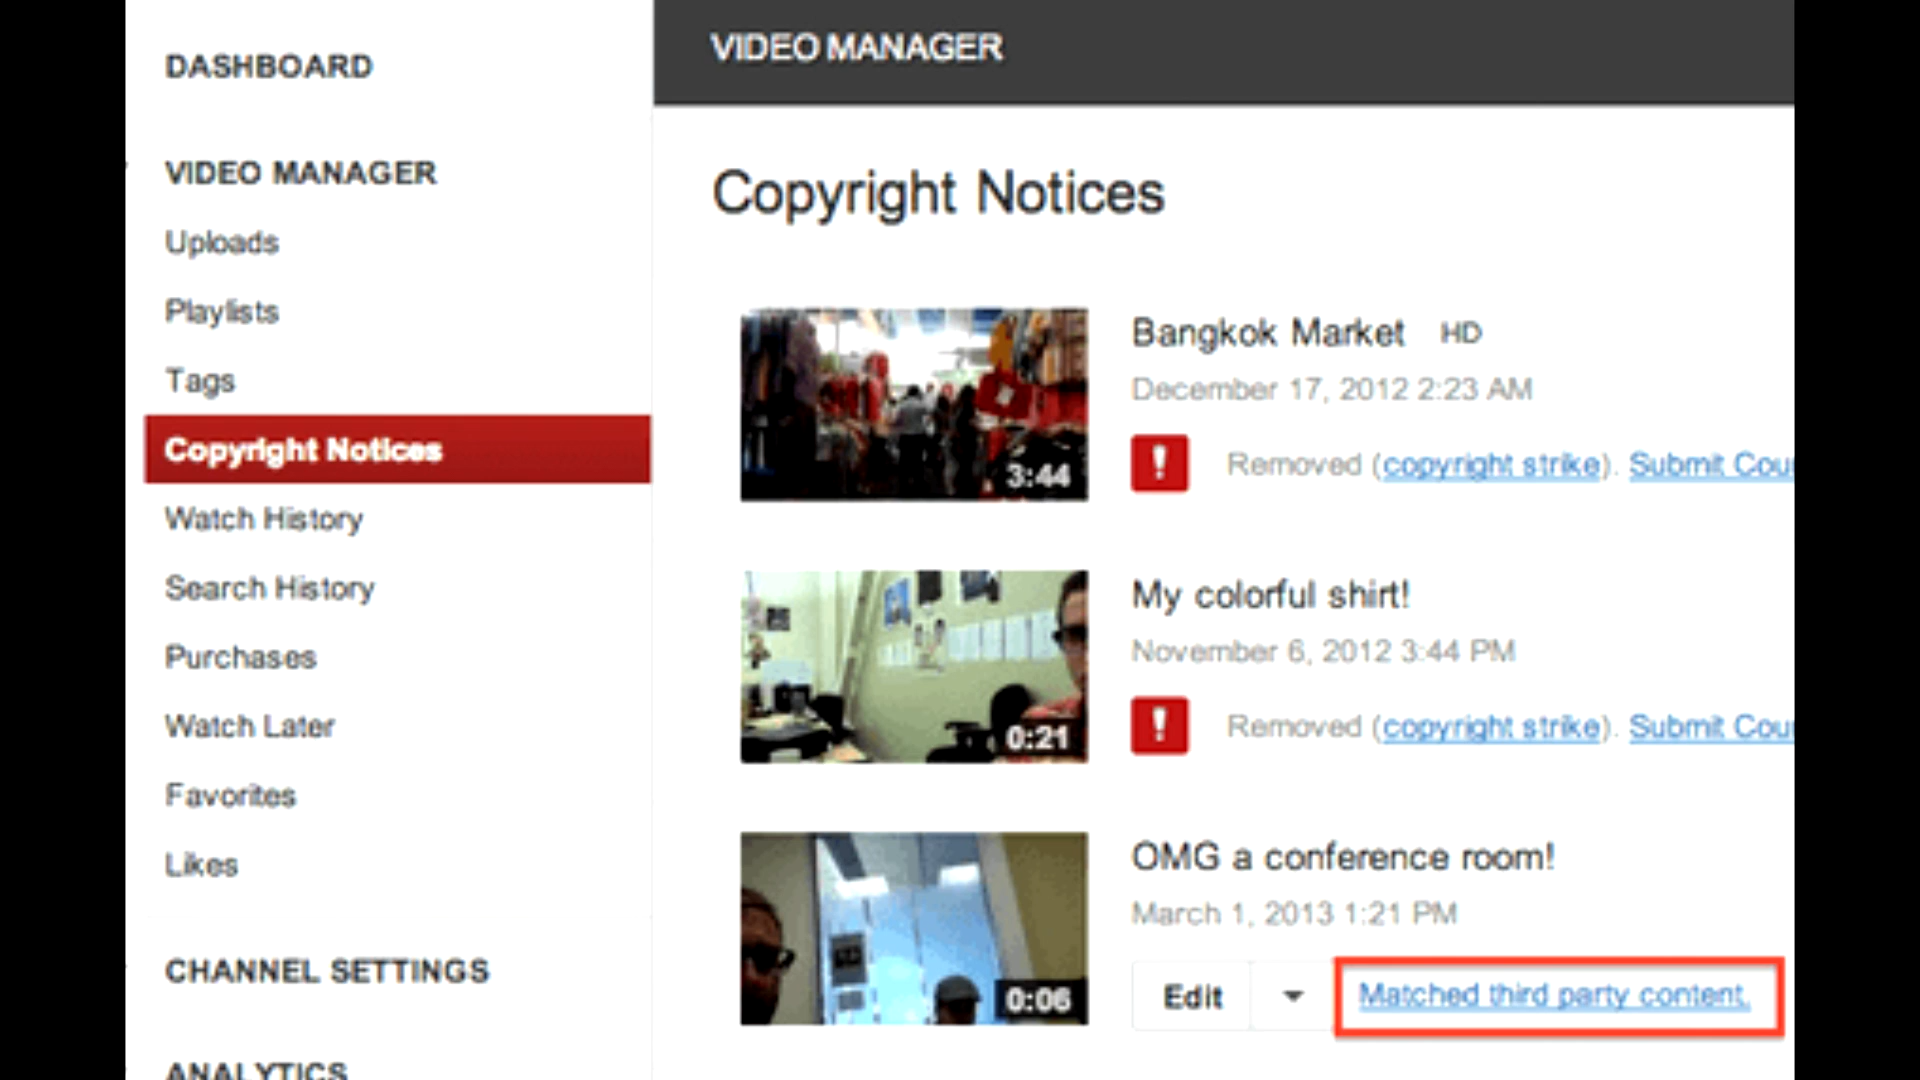 DASHBOARD
VIDEO MANAGER
Uploads
Playlists
Tags
Copyright Notices
Watch History
Search History
Purchases
Watch Later
Favorites
Likes
CHANNEL SETTINGS
ANALYTICS
VIDEO MANAGER
Copyright Notices
3:44
Bangkok Market HD
December 17, 2012 2:23 AM
Removed (copyright strike). Submit Cou
0:21
My colorful shirt!
November 6, 2012 3:44 PM
Removed (copyright strike). Submit Cou
0:06
OMG a conference room!
March 1, 2013 1:21 PM
Edit
Matched third party content.